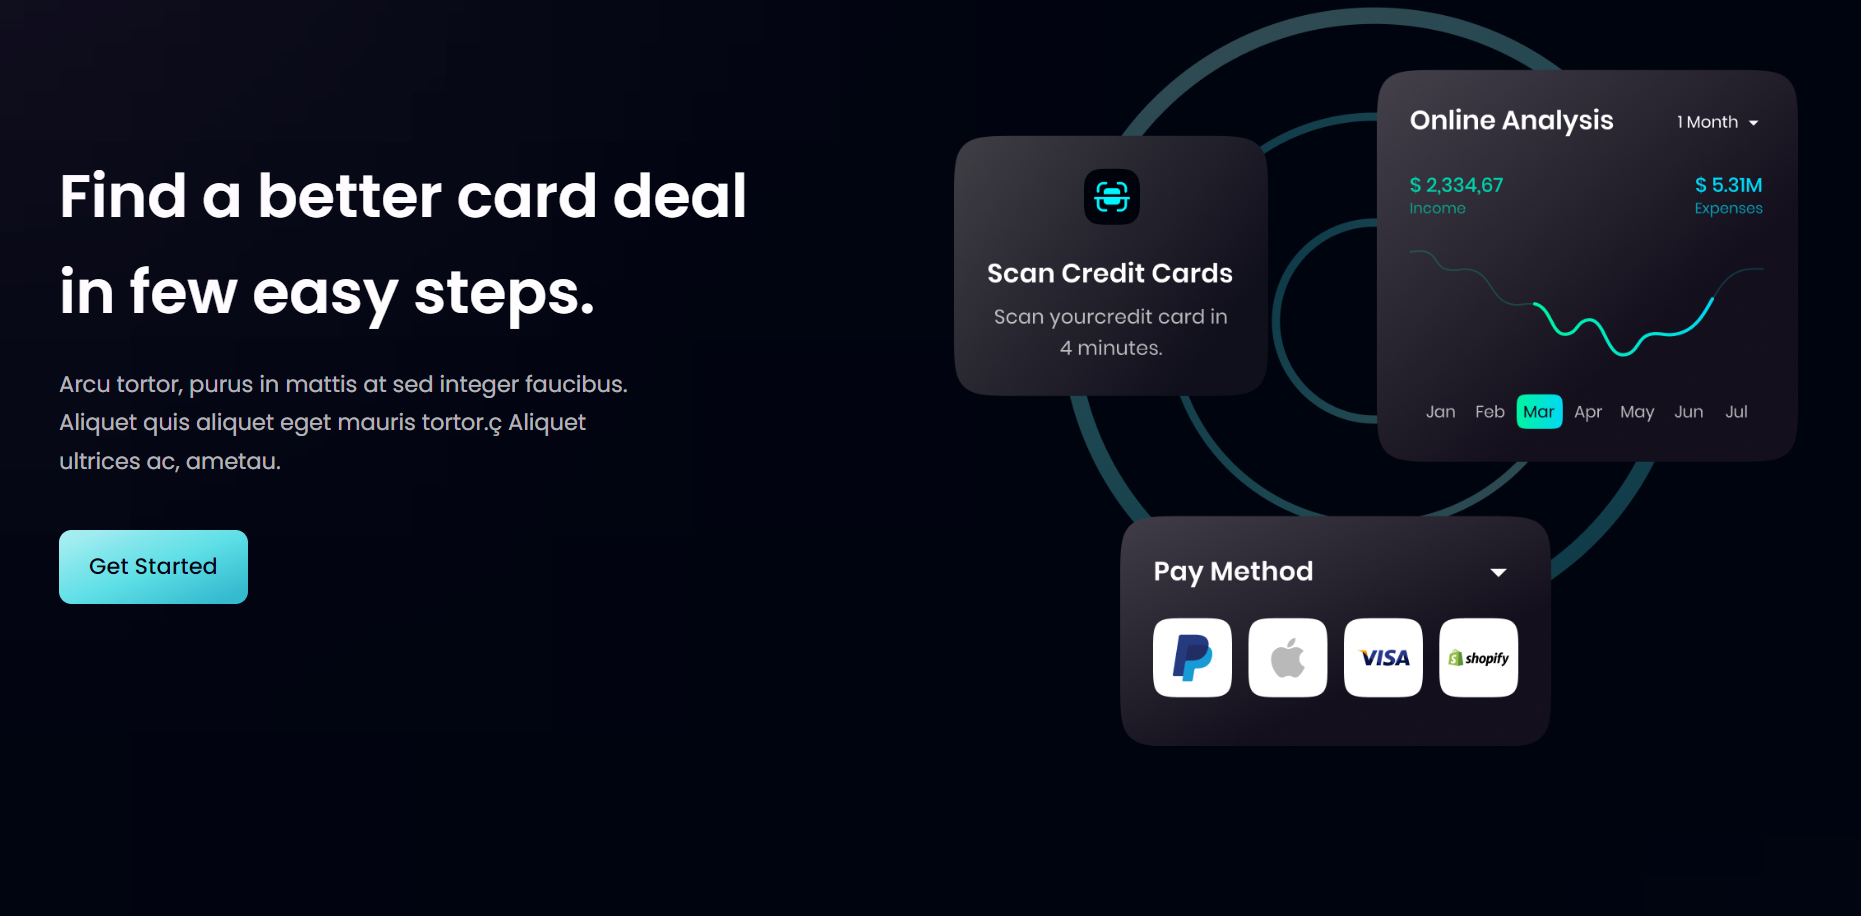 Find a better card deal
in few easy steps.
Arcu tortor, purus in mattis at sed integer faucibus.
Aliquet quis aliquet eget mauris tortor.ç Aliquet
ultrices ac, ametau.
Get Started
Scan Credit Cards
Scan yourcredit card in
4 minutes.
Online Analysis
1 Month
$ 2,334,67
Income
$ 5.31M
Expenses
Jan Feb Mar Apr May Jun Jul
Pay Method
VISA
shopify